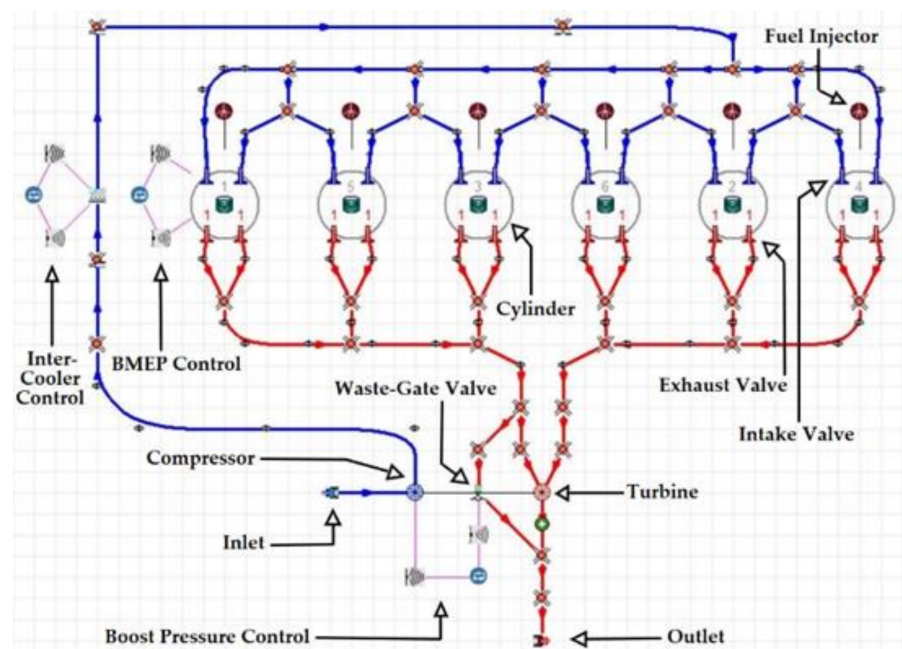 Fuel Injector
1 5 3 6 2 4
1 1 1 1 1 1 1 1 1 1 1 1
Cylinder
Inter-
Cooler
Control
BMEP Control
Waste-Gate Valve
Exhaust Valve
Intake Valve
Compressor
Turbine
Inlet
Boost Pressure Control
Outlet